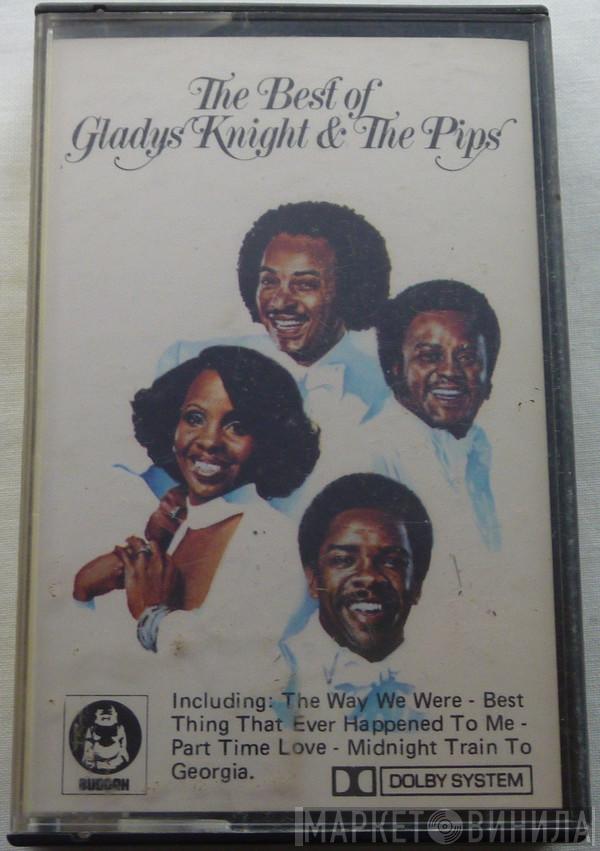 The Best of
Gladys Knight & The Pips
Including: The Way We Were - Best
Thing That Ever Happened To Me -
Part Time Love - Midnight Train To
Georgia.
BUDDAH
DOLBY SYSTEM
МАРКЕТ ВИНИЛА